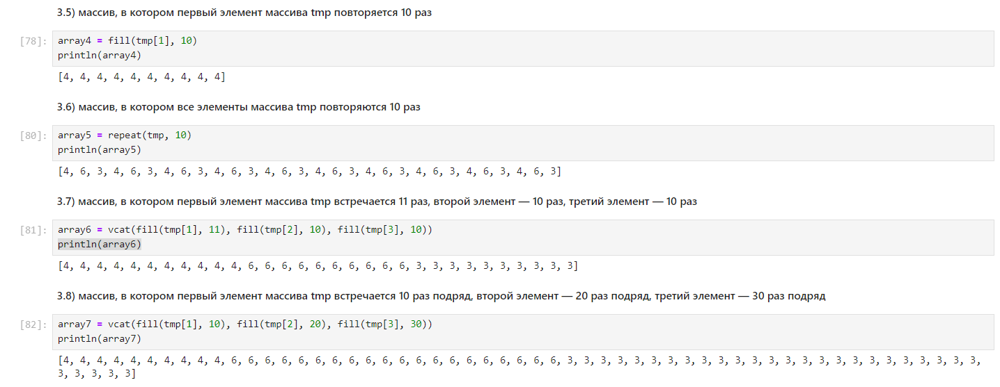 3.5) массив, в котором первый элемент массива tmp повторяется 10 раз
[78]: array4 = fill(tmp[1], 10)
println(array4)
[4, 4, 4, 4, 4, 4, 4, 4, 4, 4]
3.6) массив, в котором все элементы массива tmp повторяются 10 раз
[80]: array5 = repeat(tmp, 10)
println(array5)
[4, 6, 3, 4, 6, 3, 4, 6, 3, 4, 6, 3, 4, 6, 3, 4, 6, 3, 4, 6, 3, 4, 6, 3, 4, 6, 3, 4, 6, 3]
3.7) массив, в котором первый элемент массива tmp встречается 11 раз, второй элемент — 10 раз, третий элемент — 10 раз
[81]: array6 = vcat(fill(tmp[1], 11), fill(tmp[2], 10), fill(tmp[3], 10))
println(array6)
[4, 4, 4, 4, 4, 4, 4, 4, 4, 4, 4, 6, 6, 6, 6, 6, 6, 6, 6, 6, 6, 3, 3, 3, 3, 3, 3, 3, 3, 3, 3]
3.8) массив, в котором первый элемент массива tmp встречается 10 раз подряд, второй элемент — 20 раз подряд, третий элемент — 30 раз подряд
[82]: array7 = vcat(fill(tmp[1], 10), fill(tmp[2], 20), fill(tmp[3], 30))
println(array7)
[4, 4, 4, 4, 4, 4, 4, 4, 4, 4, 6, 6, 6, 6, 6, 6, 6, 6, 6, 6, 6, 6, 6, 6, 6, 6, 6, 6, 6, 6, 3, 3, 3, 3, 3, 3, 3, 3, 3, 3, 3, 3, 3, 3, 3, 3, 3, 3, 3, 3, 3, 3, 3, 3, 3,
3, 3, 3, 3, 3]